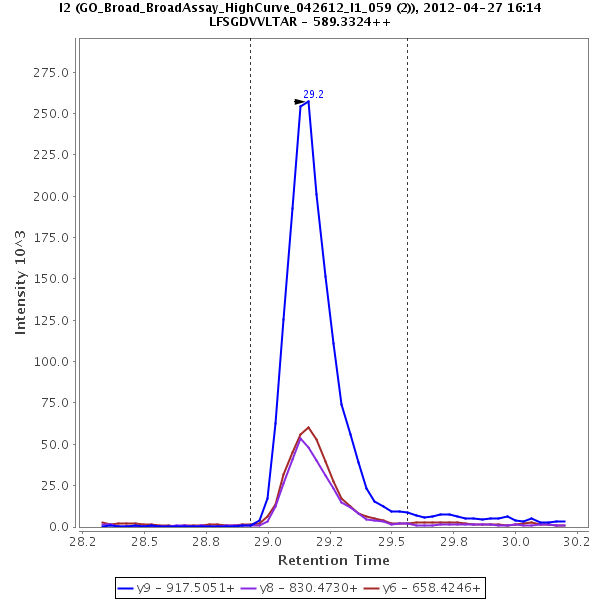 I2 (GO_Broad_BroadAssay_HighCurve_042612_I1_059 (2)), 2012-04-27 16:14
LFSGDVVLTAR - 589.3324++
29.2
275.0
250.0
225.0
200.0
175.0
150.0
125.0
100.0
75.0
50.0
25.0
0.0
Intensity 10^3
28.2 28.5 28.8 29.0 29.2 29.5 29.8 30.0 30.2
Retention Time
y9 - 917.5051+ y8 - 830.4730+ y6 - 658.4246+